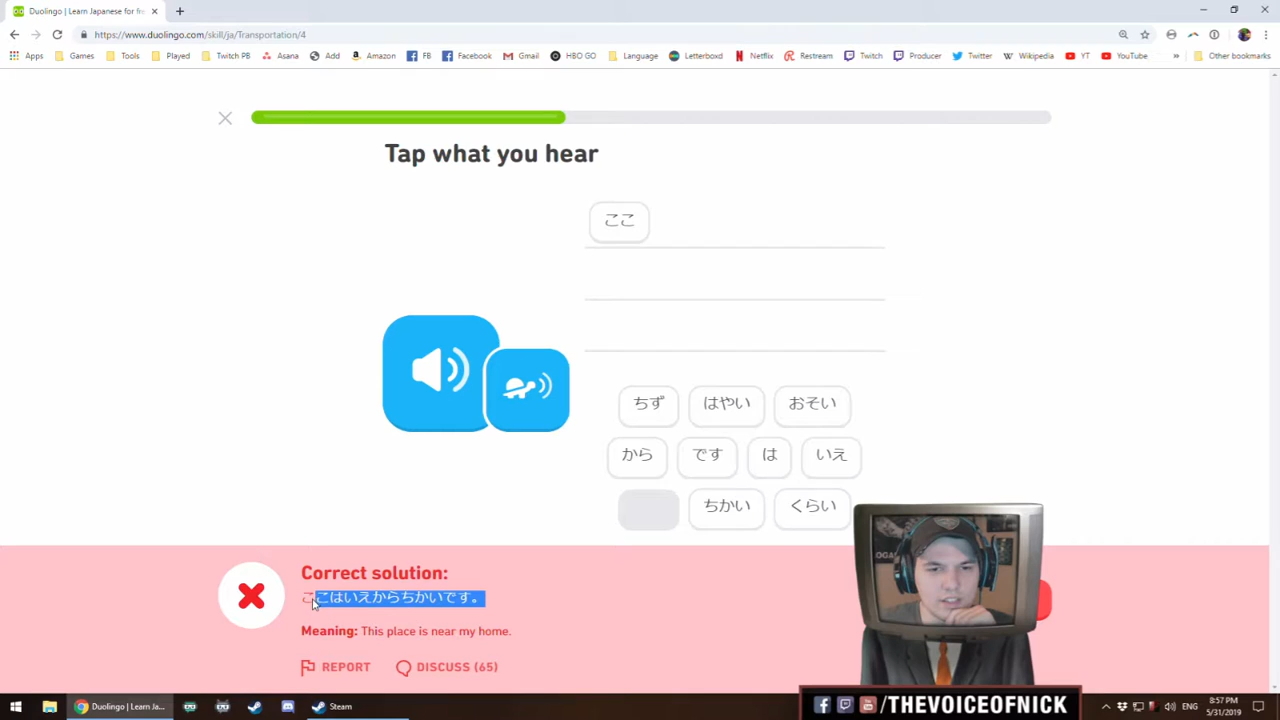 Duolingo | Learn Japanese for fr
https://www.duolingo.com/skill/ja/Transportation/4
Apps Games Tools Played Twitch PB Asana Add Amazon FB Facebook Gmail HBO GO Language Letterboxd Netflix Restream Twitch Producer Twitter Wikipedia YT YouTube » Other bookmarks
Tap what you hear
ここ
ちず はやい おそい
から です は いえ
ちかい くらい
Correct solution:
ここはいえからちかいです。
Meaning: This place is near my home.
REPORT DISCUSS (65)
/THEVOICEOFNICK
Duolingo | Learn Ja...
Steam
ENG
8:57 PM
5/31/2019